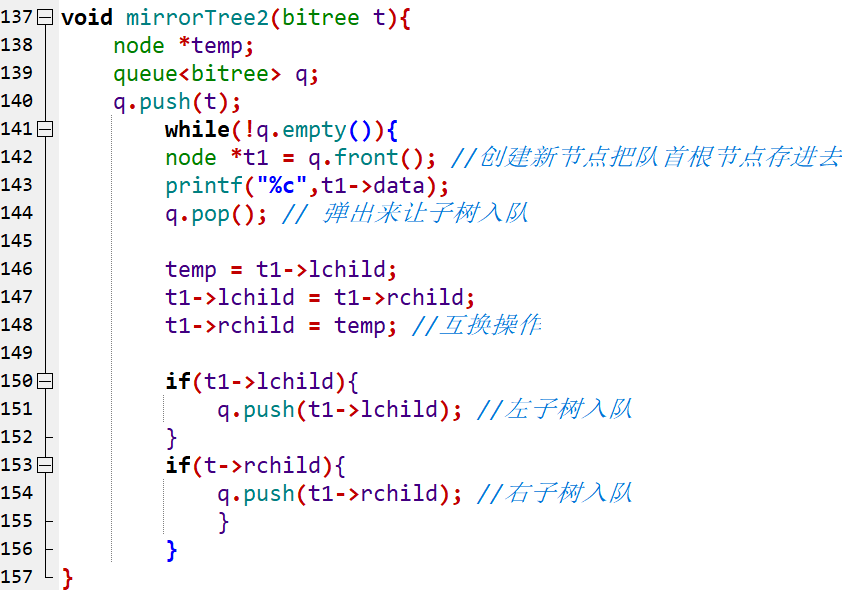 137 void mirrorTree2(bitree t){
138 node *temp;
139 queue<bitree> q;
140 q.push(t);
141 while(!q.empty()){
142 node *t1 = q.front(); //创建新节点把队首根节点存进去
143 printf("%c",t1->data);
144 q.pop(); // 弹出来让子树入队
145
146 temp = t1->lchild;
147 t1->lchild = t1->rchild;
148 t1->rchild = temp; //互换操作
149
150 if(t1->lchild){
151 q.push(t1->lchild); //左子树入队
152 }
153 if(t->rchild){
154 q.push(t1->rchild); //右子树入队
155 }
156 }
157 }